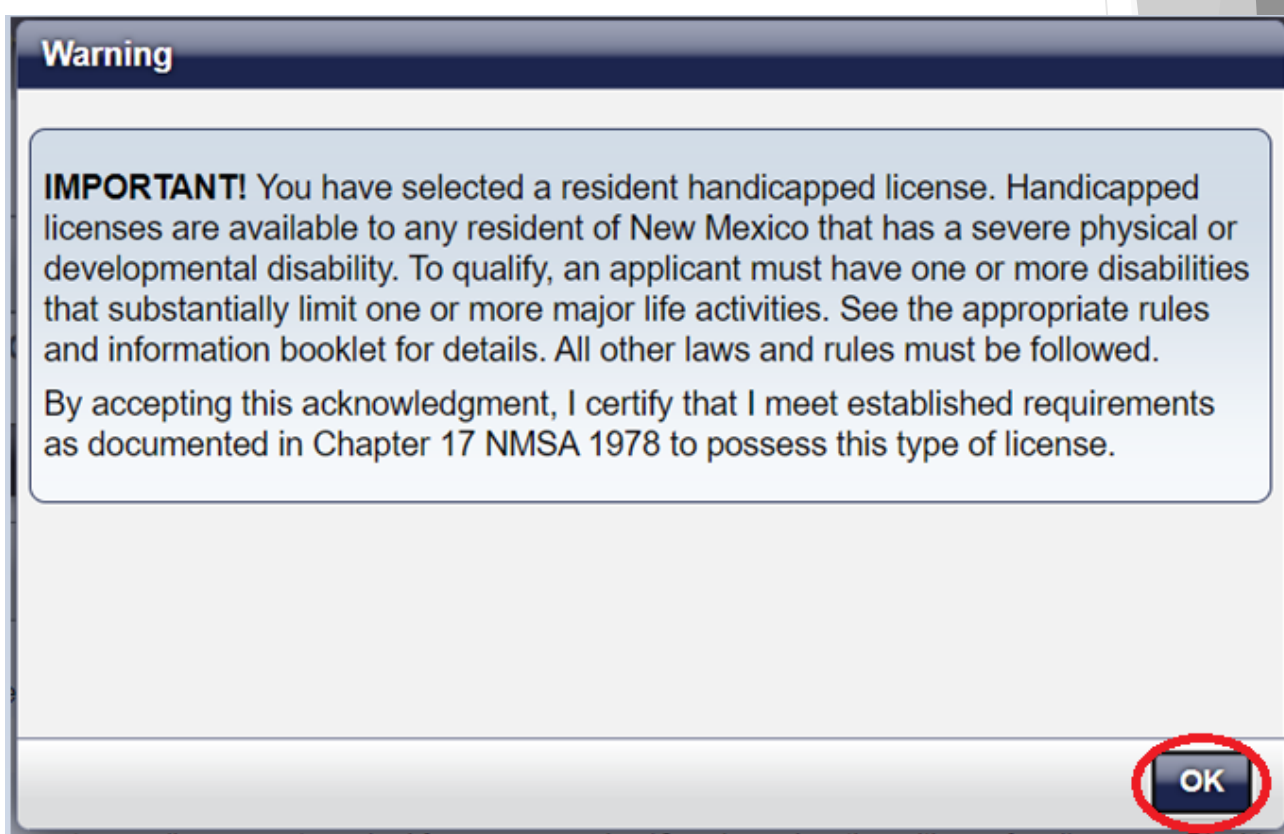 Warning
IMPORTANT! You have selected a resident handicapped license. Handicapped
licenses are available to any resident of New Mexico that has a severe physical or
developmental disability. To qualify, an applicant must have one or more disabilities
that substantially limit one or more major life activities. See the appropriate rules
and information booklet for details. All other laws and rules must be followed.
By accepting this acknowledgment, I certify that I meet established requirements
as documented in Chapter 17 NMSA 1978 to possess this type of license.
OK